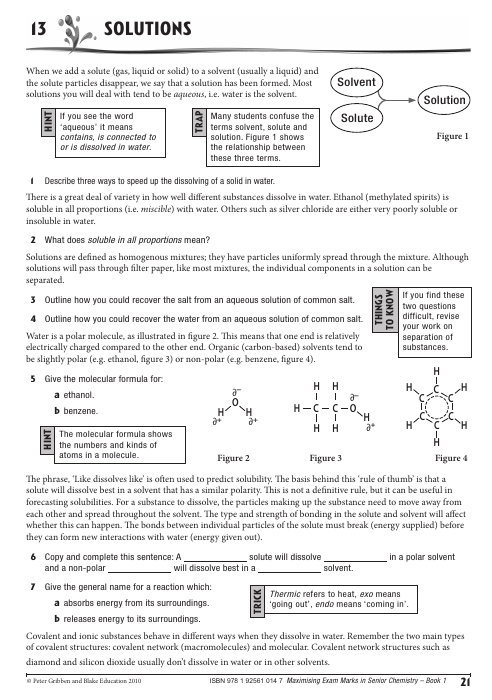 13 SOLUTIONS
When we add a solute (gas, liquid or solid) to a solvent (usually a liquid) and
the solute particles disappear, we say that a solution has been formed. Most
solutions you will deal with tend to be aqueous, i.e. water is the solvent.
Solvent
Solute
Solution
Figure 1
HINT
If you see the word
'aqueous' it means
contains, is connected to
or is dissolved in water.
TRAP
Many students confuse the
terms solvent, solute and
solution. Figure 1 shows
the relationship between
these three terms.
1 Describe three ways to speed up the dissolving of a solid in water.
There is a great deal of variety in how well different substances dissolve in water. Ethanol (methylated spirits) is
soluble in all proportions (i.e. miscible) with water. Others such as silver chloride are either very poorly soluble or
insoluble in water.
2 What does soluble in all proportions mean?
Solutions are defined as homogenous mixtures; they have particles uniformly spread through the mixture. Although
solutions will pass through filter paper, like most mixtures, the individual components in a solution can be
separated.
3 Outline how you could recover the salt from an aqueous solution of common salt.
4 Outline how you could recover the water from an aqueous solution of common salt.
THINGS
TO KNOW
If you find these
two questions
difficult, revise
your work on
separation of
substances.
Water is a polar molecule, as illustrated in figure 2. This means that one end is relatively
electrically charged compared to the other end. Organic (carbon-based) solvents tend to
be slightly polar (e.g. ethanol, figure 3) or non-polar (e.g. benzene, figure 4).
5 Give the molecular formula for:
a ethanol.
b benzene.
HINT
The molecular formula shows
the numbers and kinds of
atoms in a molecule.
∂–
O
H H
∂+ ∂+
Figure 2
H H ∂–
H C C O
H H H
∂+
Figure 3
H
H H
C
C C
C C
C
H H
H
Figure 4
The phrase, 'Like dissolves like' is often used to predict solubility. The basis behind this 'rule of thumb' is that a
solute will dissolve best in a solvent that has a similar polarity. This is not a definitive rule, but it can be useful in
forecasting solubilities. For a substance to dissolve, the particles making up the substance need to move away from
each other and spread throughout the solvent. The type and strength of bonding in the solute and solvent will affect
whether this can happen. The bonds between individual particles of the solute must break (energy supplied) before
they can form new interactions with water (energy given out).
6 Copy and complete this sentence: A ____ solute will dissolve ____ in a polar solvent
and a non-polar ____ will dissolve best in a ____ solvent.
7 Give the general name for a reaction which:
a absorbs energy from its surroundings.
b releases energy to its surroundings.
TRICK
Thermic refers to heat, exo means
'going out', endo means 'coming in'.
Covalent and ionic substances behave in different ways when they dissolve in water. Remember the two main types
of covalent structures: covalent network (macromolecules) and molecular. Covalent network structures such as
diamond and silicon dioxide usually don't dissolve in water or in other solvents.
© Peter Gribben and Blake Education 2010 ISBN 978 1 92561 014 7 Maximising Exam Marks in Senior Chemistry – Book 1 21